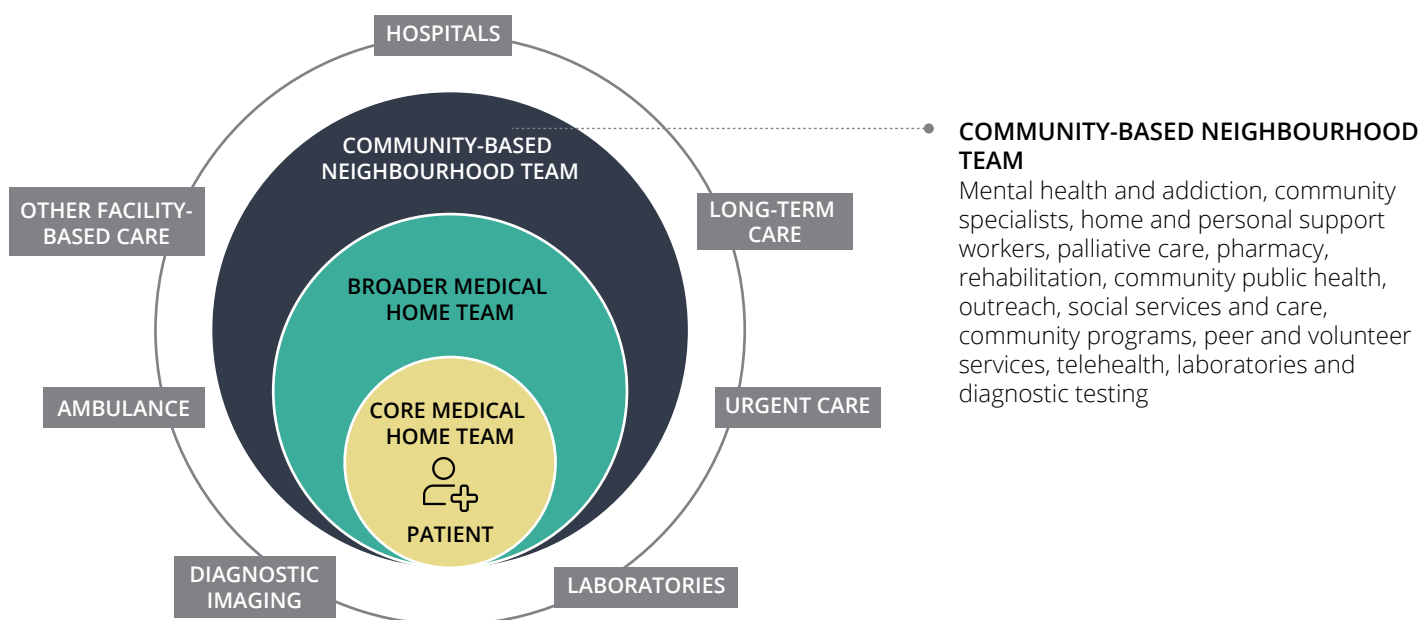 HOSPITALS
COMMUNITY-BASED
NEIGHBOURHOOD TEAM
OTHER FACILITY-
BASED CARE
LONG-TERM
CARE
BROADER MEDICAL
HOME TEAM
AMBULANCE
URGENT CARE
CORE MEDICAL
HOME TEAM
PATIENT
DIAGNOSTIC
IMAGING
LABORATORIES
COMMUNITY-BASED NEIGHBOURHOOD
TEAM
Mental health and addiction, community
specialists, home and personal support
workers, palliative care, pharmacy,
rehabilitation, community public health,
outreach, social services and care,
community programs, peer and volunteer
services, telehealth, laboratories and
diagnostic testing